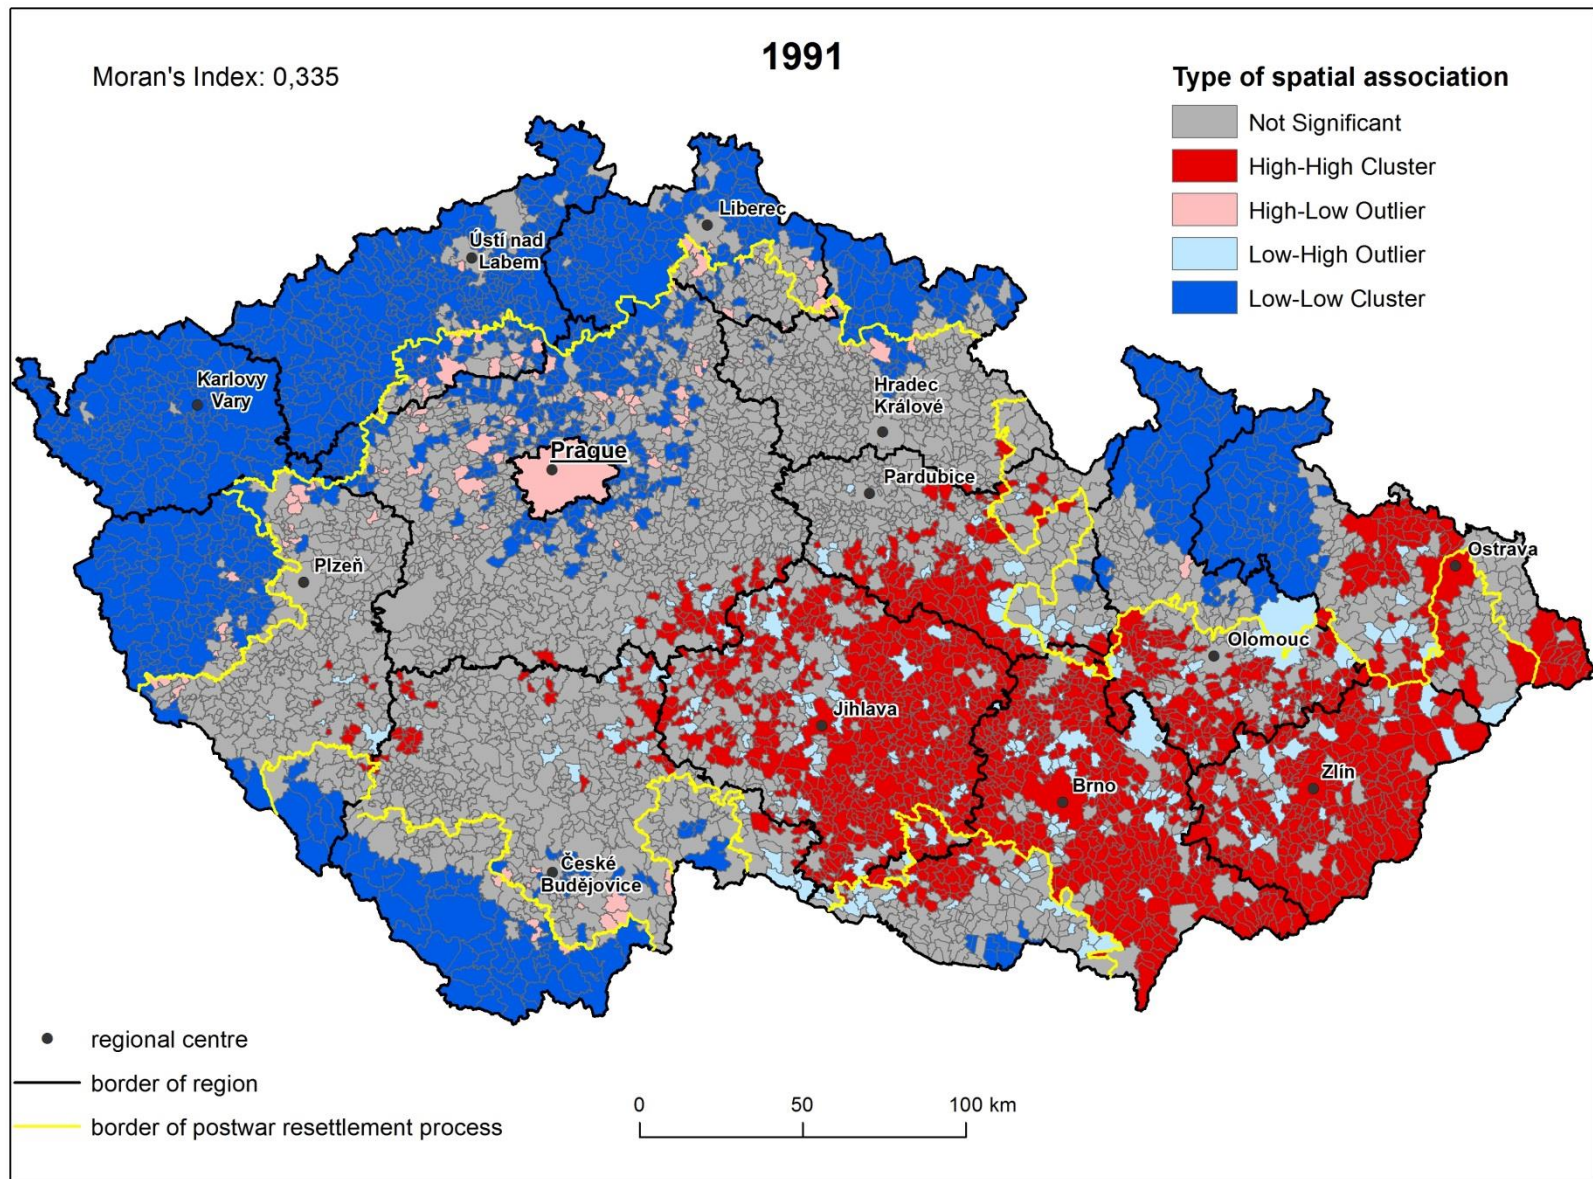 1991
Moran's Index: 0,335
Type of spatial association
Not Significant
High-High Cluster
High-Low Outlier
Low-High Outlier
Low-Low Cluster
Liberec
Ústí nad
Labem
Karlovy
Vary
Hradec
Králové
Prague
Pardubice
Plzeň
Ostrava
Olomouc
Jihlava
Zlín
Brno
České
Budějovice
regional centre
border of region
border of postwar resettlement process
0 50 100 km